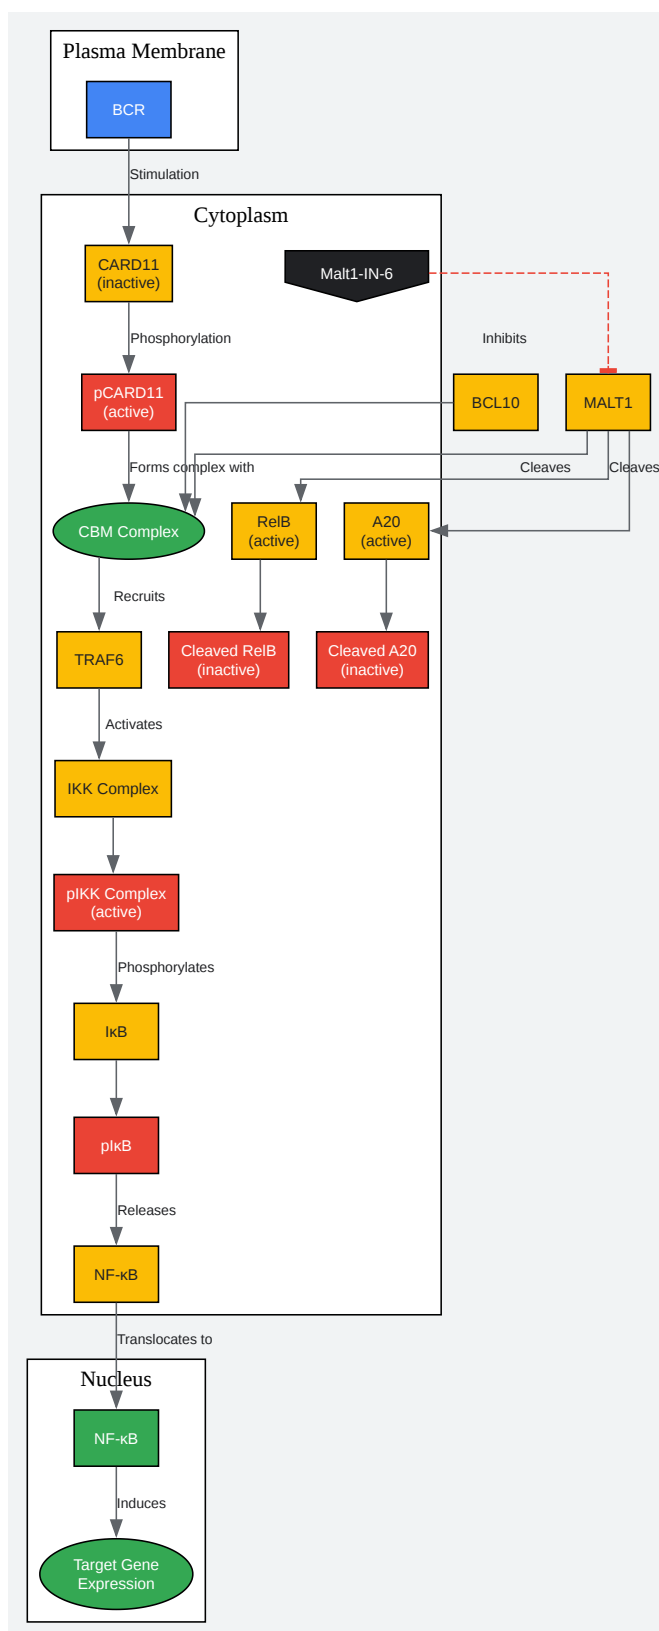 Plasma Membrane
BCR
Stimulation
Cytoplasm
CARD11
(inactive)
Malt1-IN-6
Phosphorylation
Inhibits
pCARD11
(active)
BCL10
MALT1
Forms complex with
Cleaves
Cleaves
CBM Complex
RelB
(active)
A20
(active)
Recruits
TRAF6
Cleaved RelB
(inactive)
Cleaved A20
(inactive)
Activates
IKK Complex
pIKK Complex
(active)
Phosphorylates
IκB
pIκB
Releases
NF-κB
Translocates to
Nucleus
NF-κB
Induces
Target Gene
Expression